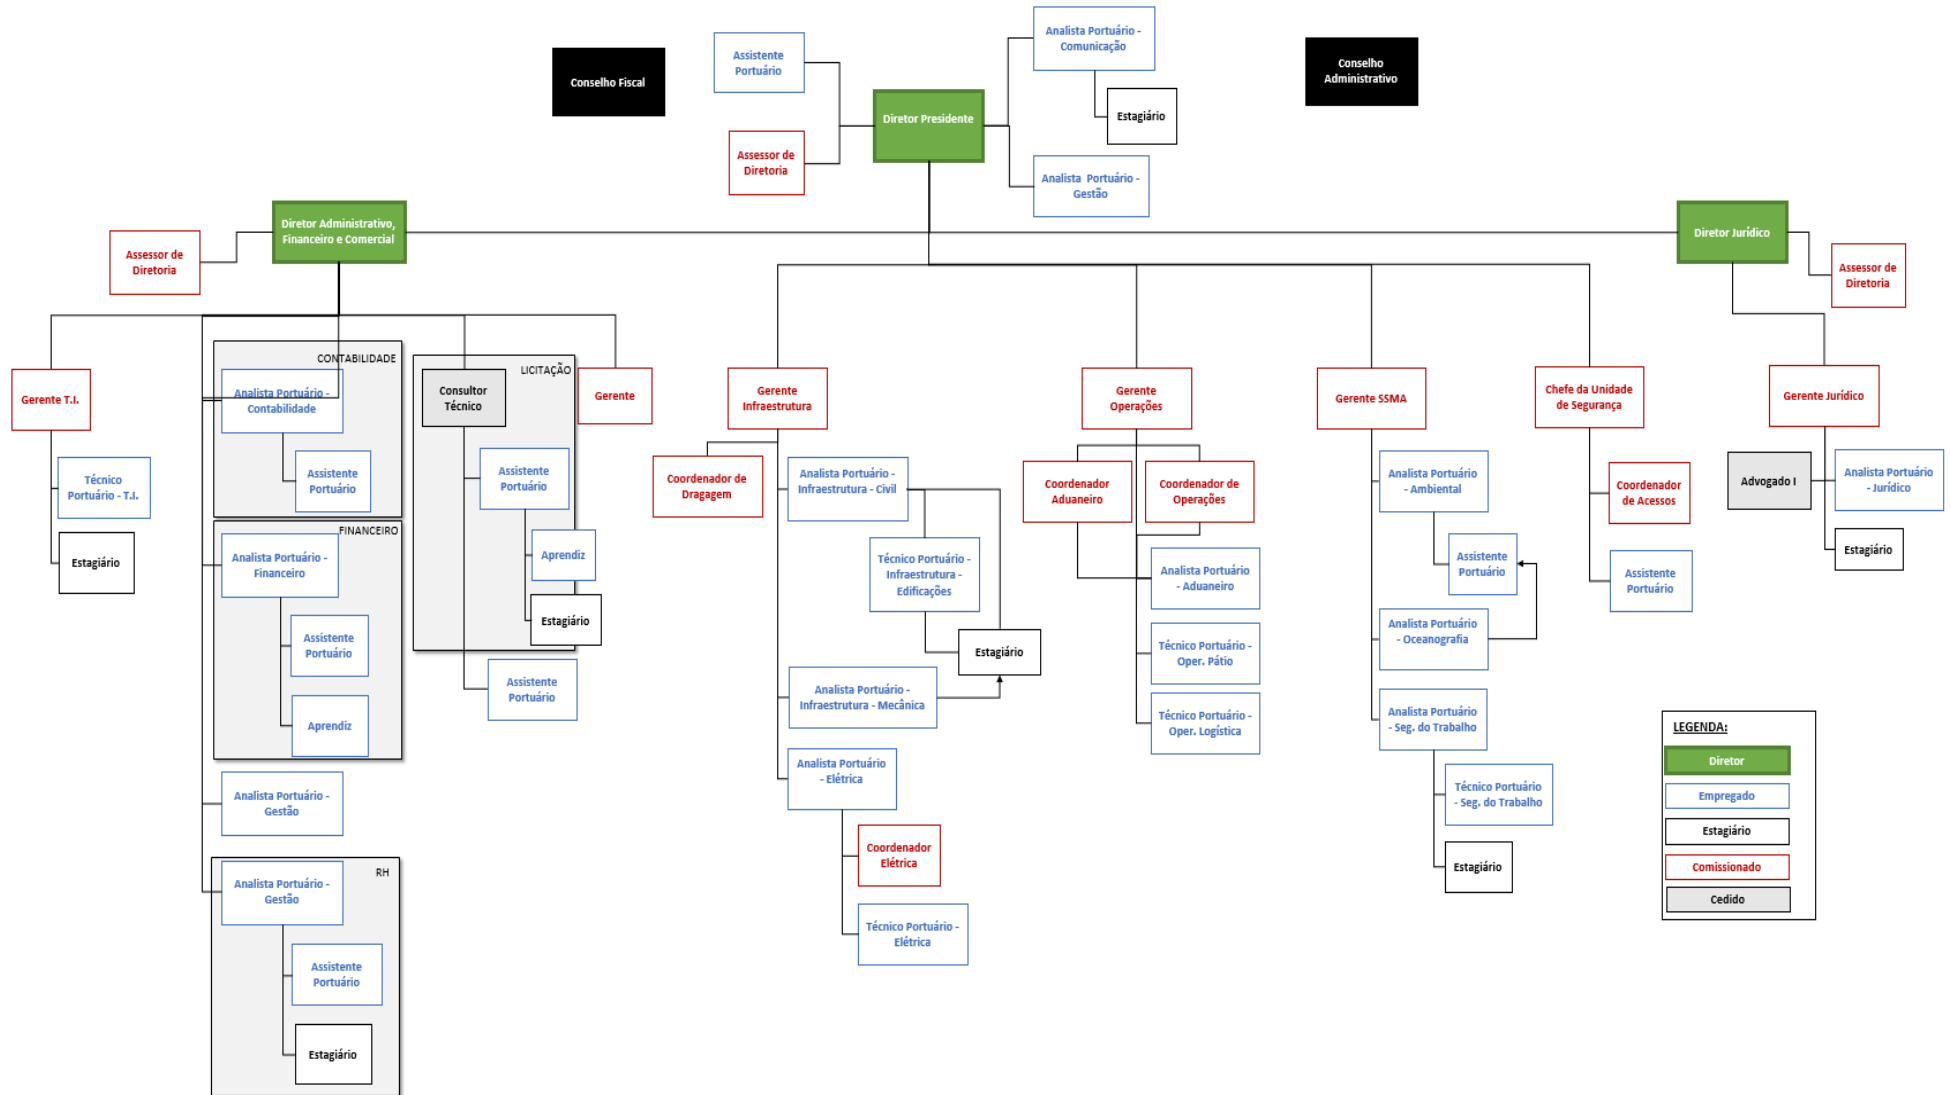 Analista Portuário -
Comunicação
Assistente
Portuário
Conselho Fiscal
Conselho
Administrativo
Diretor Presidente
Estagiário
Assessor de
Diretoria
Analista  Portuário -
Gestão
Diretor Administrativo,
Financeiro e Comercial
Diretor Jurídico
Assessor de
Diretoria
Assessor de
Diretoria
Gerente T.I.
Técnico
Portuário - T.I.
Estagiário
CONTABILIDADE
Analista Portuário -
Contabilidade
Assistente
Portuário
FINANCEIRO
Analista Portuário -
Financeiro
Assistente
Portuário
Aprendiz
Analista Portuário -
Gestão
RH
Analista Portuário -
Gestão
Assistente
Portuário
Estagiário
LICITAÇÃO
Consultor
Técnico
Assistente
Portuário
Aprendiz
Estagiário
Assistente
Portuário
Gerente
Gerente
Infraestrutura
Coordenador de
Dragagem
Analista Portuário -
Infraestrutura - Civil
Técnico Portuário -
Infraestrutura -
Edificações
Estagiário
Analista Portuário -
Infraestrutura - Mecânica
Analista Portuário
- Elétrica
Coordenador
Elétrica
Técnico Portuário -
Elétrica
Gerente
Operações
Coordenador
Aduaneiro
Coordenador de
Operações
Analista Portuário
- Aduaneiro
Técnico Portuário -
Oper. Pátio
Técnico Portuário -
Oper. Logística
Gerente SSMA
Analista Portuário
- Ambiental
Assistente
Portuário
Analista Portuário
- Oceanografia
Analista Portuário
- Seg. do Trabalho
Técnico Portuário
- Seg. do Trabalho
Estagiário
Chefe da Unidade
de Segurança
Coordenador
de Acessos
Assistente
Portuário
Gerente Jurídico
Advogado I
Analista Portuário
- Jurídico
Estagiário
LEGENDA:
Diretor
Empregado
Estagiário
Comissionado
Cedido